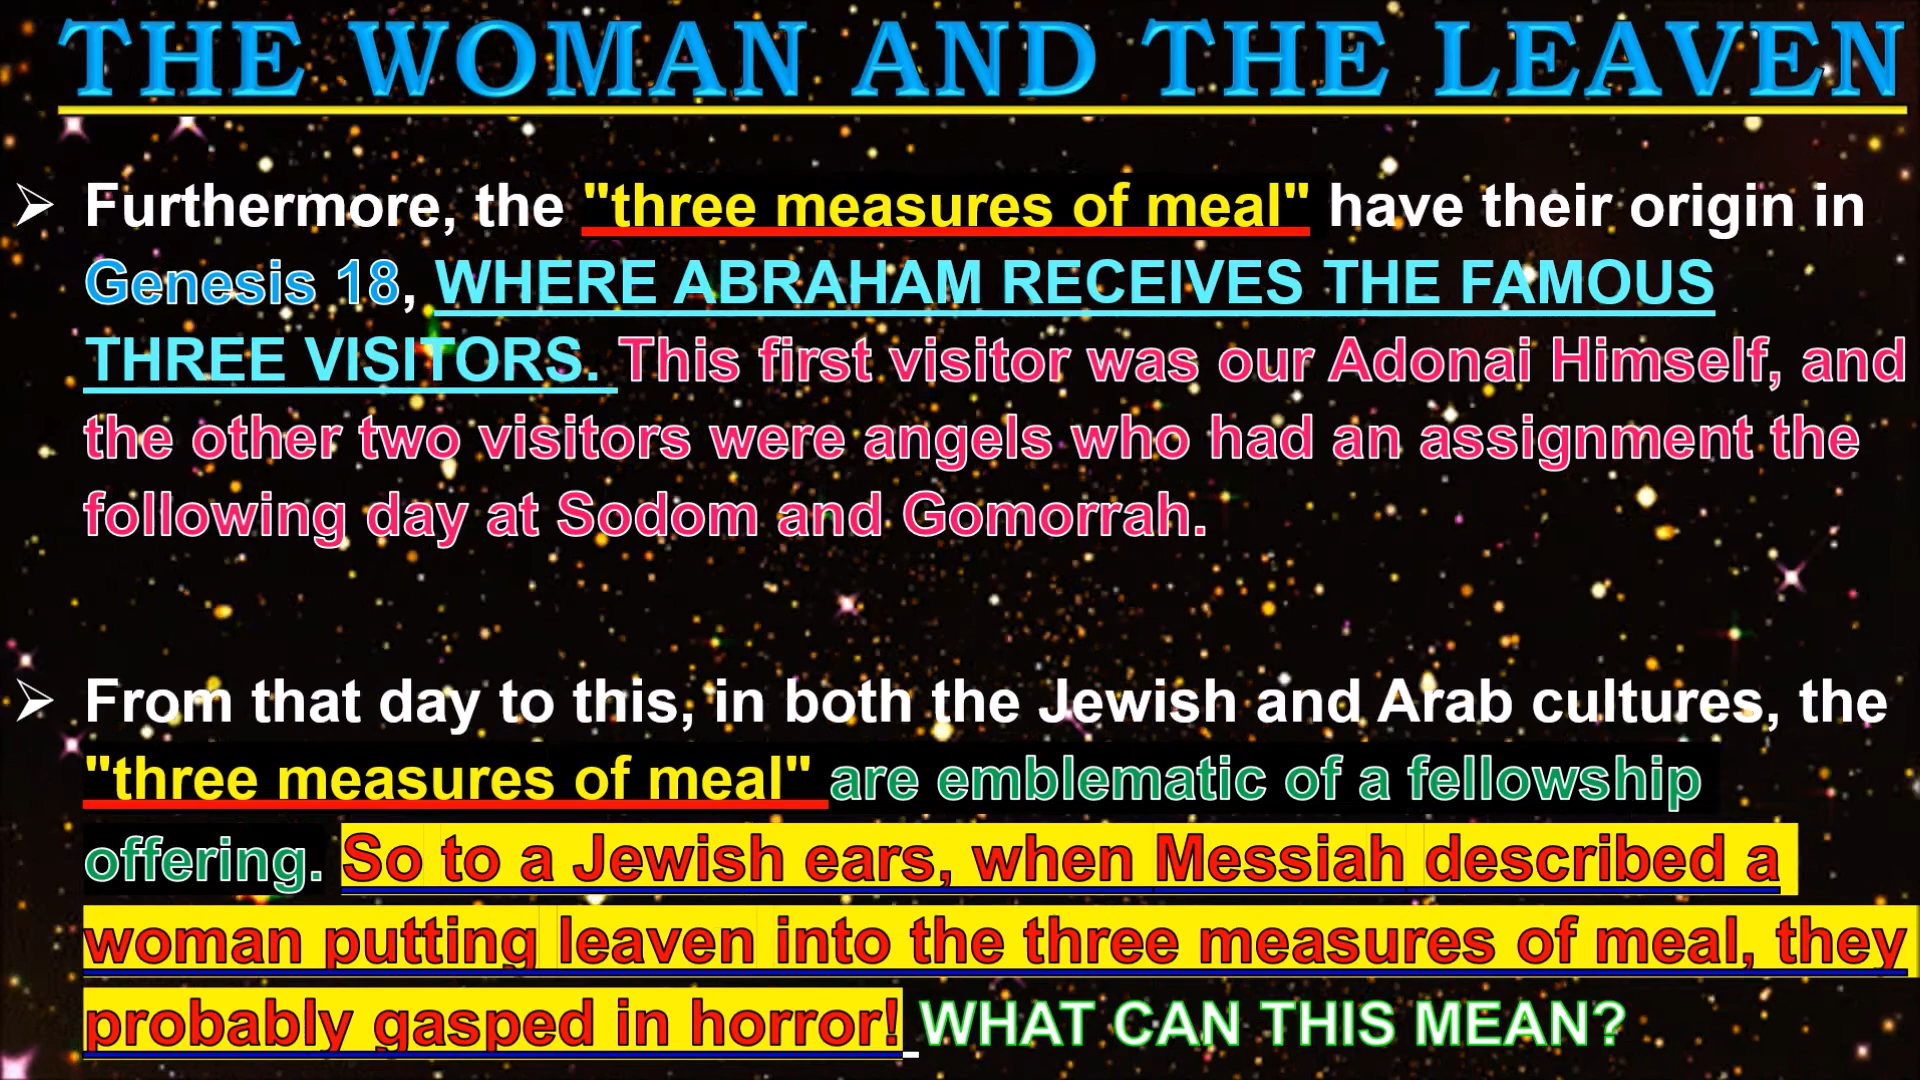 THE WOMAN AND THE LEAVEN
➢ Furthermore, the "three measures of meal" have their origin in
Genesis 18, WHERE ABRAHAM RECEIVES THE FAMOUS
THREE VISITORS. This first visitor was our Adonai Himself, and
the other two visitors were angels who had an assignment the
following day at Sodom and Gomorrah.
➢ From that day to this, in both the Jewish and Arab cultures, the
"three measures of meal" are emblematic of a fellowship
offering. So to a Jewish ears, when Messiah described a
woman putting leaven into the three measures of meal, they
probably gasped in horror! WHAT CAN THIS MEAN?